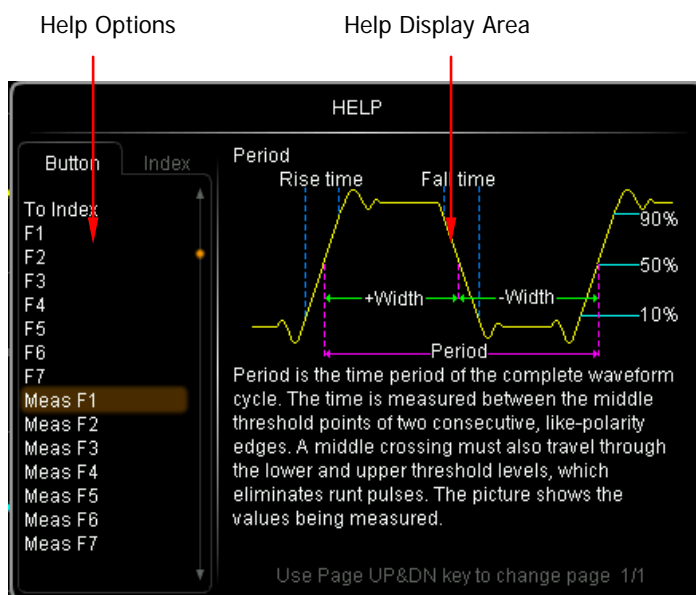 Help Options
Help Display Area
HELP
Button
Index
To Index
F1
F2
F3
F4
F5
F6
F7
Meas F1
Meas F2
Meas F3
Meas F4
Meas F5
Meas F6
Meas F7
Period
Rise time
Fall time
90%
50%
10%
+Width
-Width
Period
Period is the time period of the complete waveform
cycle. The time is measured between the middle
threshold points of two consecutive, like-polarity
edges. A middle crossing must also travel through
the lower and upper threshold levels, which
eliminates runt pulses. The picture shows the
values being measured.
Use Page UP&DN key to change page 1/1